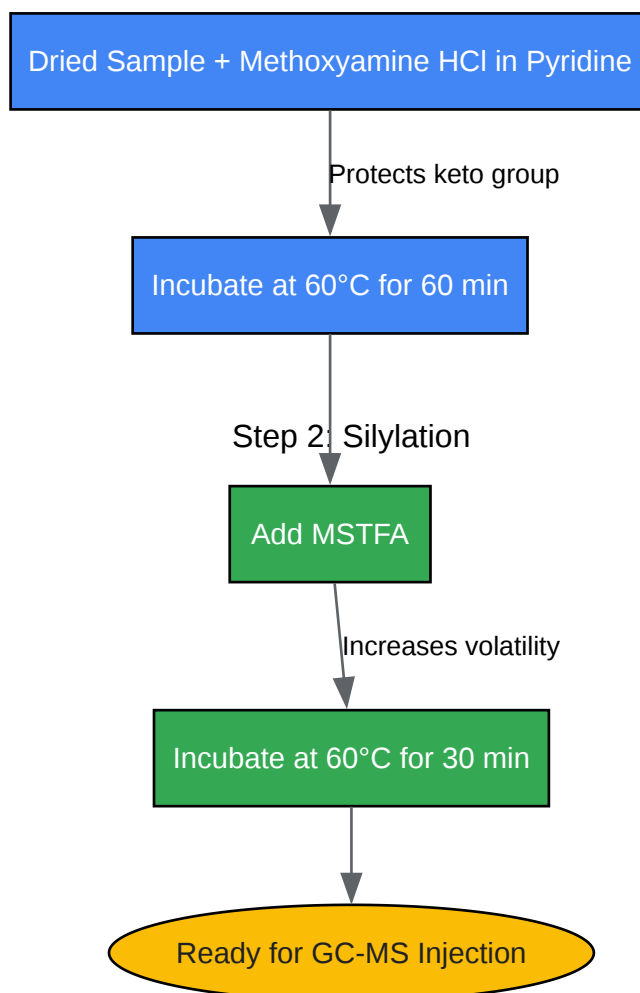 Dried Sample + Methoxyamine HCl in Pyridine
Protects keto group
Incubate at 60°C for 60 min
Step 2: Silylation
Add MSTFA
Increases volatility
Incubate at 60°C for 30 min
Ready for GC-MS Injection